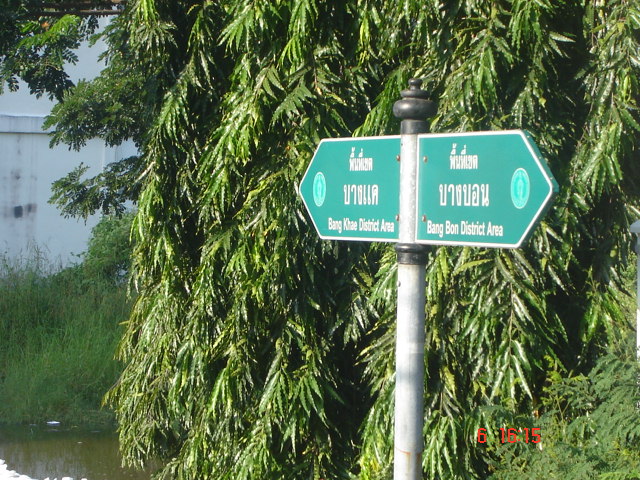 พื้นที่เขต
บางแค
Bang Khae District Area
พื้นที่เขต
บางบอน
Bang Bon District Area
6 16:15